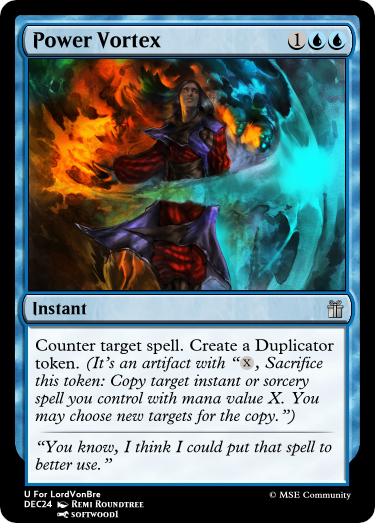 Power Vortex 1UU
Instant
Counter target spell. Create a Duplicator
token. (It's an artifact with “X, Sacrifice
this token: Copy target instant or sorcery
spell you control with mana value X. You
may choose new targets for the copy.”)
“You know, I think I could put that spell to
better use.”
U For LordVonBre
DEC24 Remi Roundtree © MSE Community
softwood1